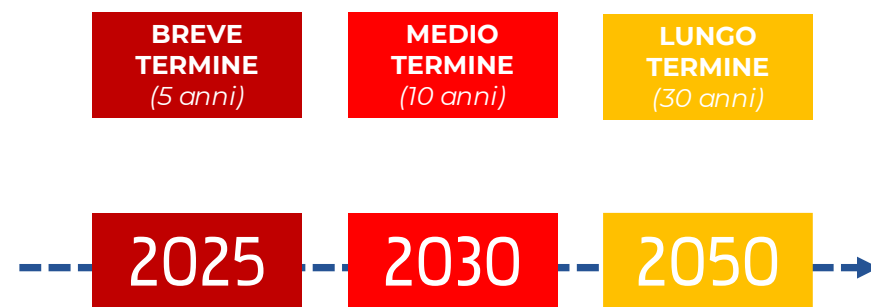 BREVE
TERMINE
(5 anni)
MEDIO
TERMINE
(10 anni)
LUNGO
TERMINE
(30 anni)
2025
2030
2050